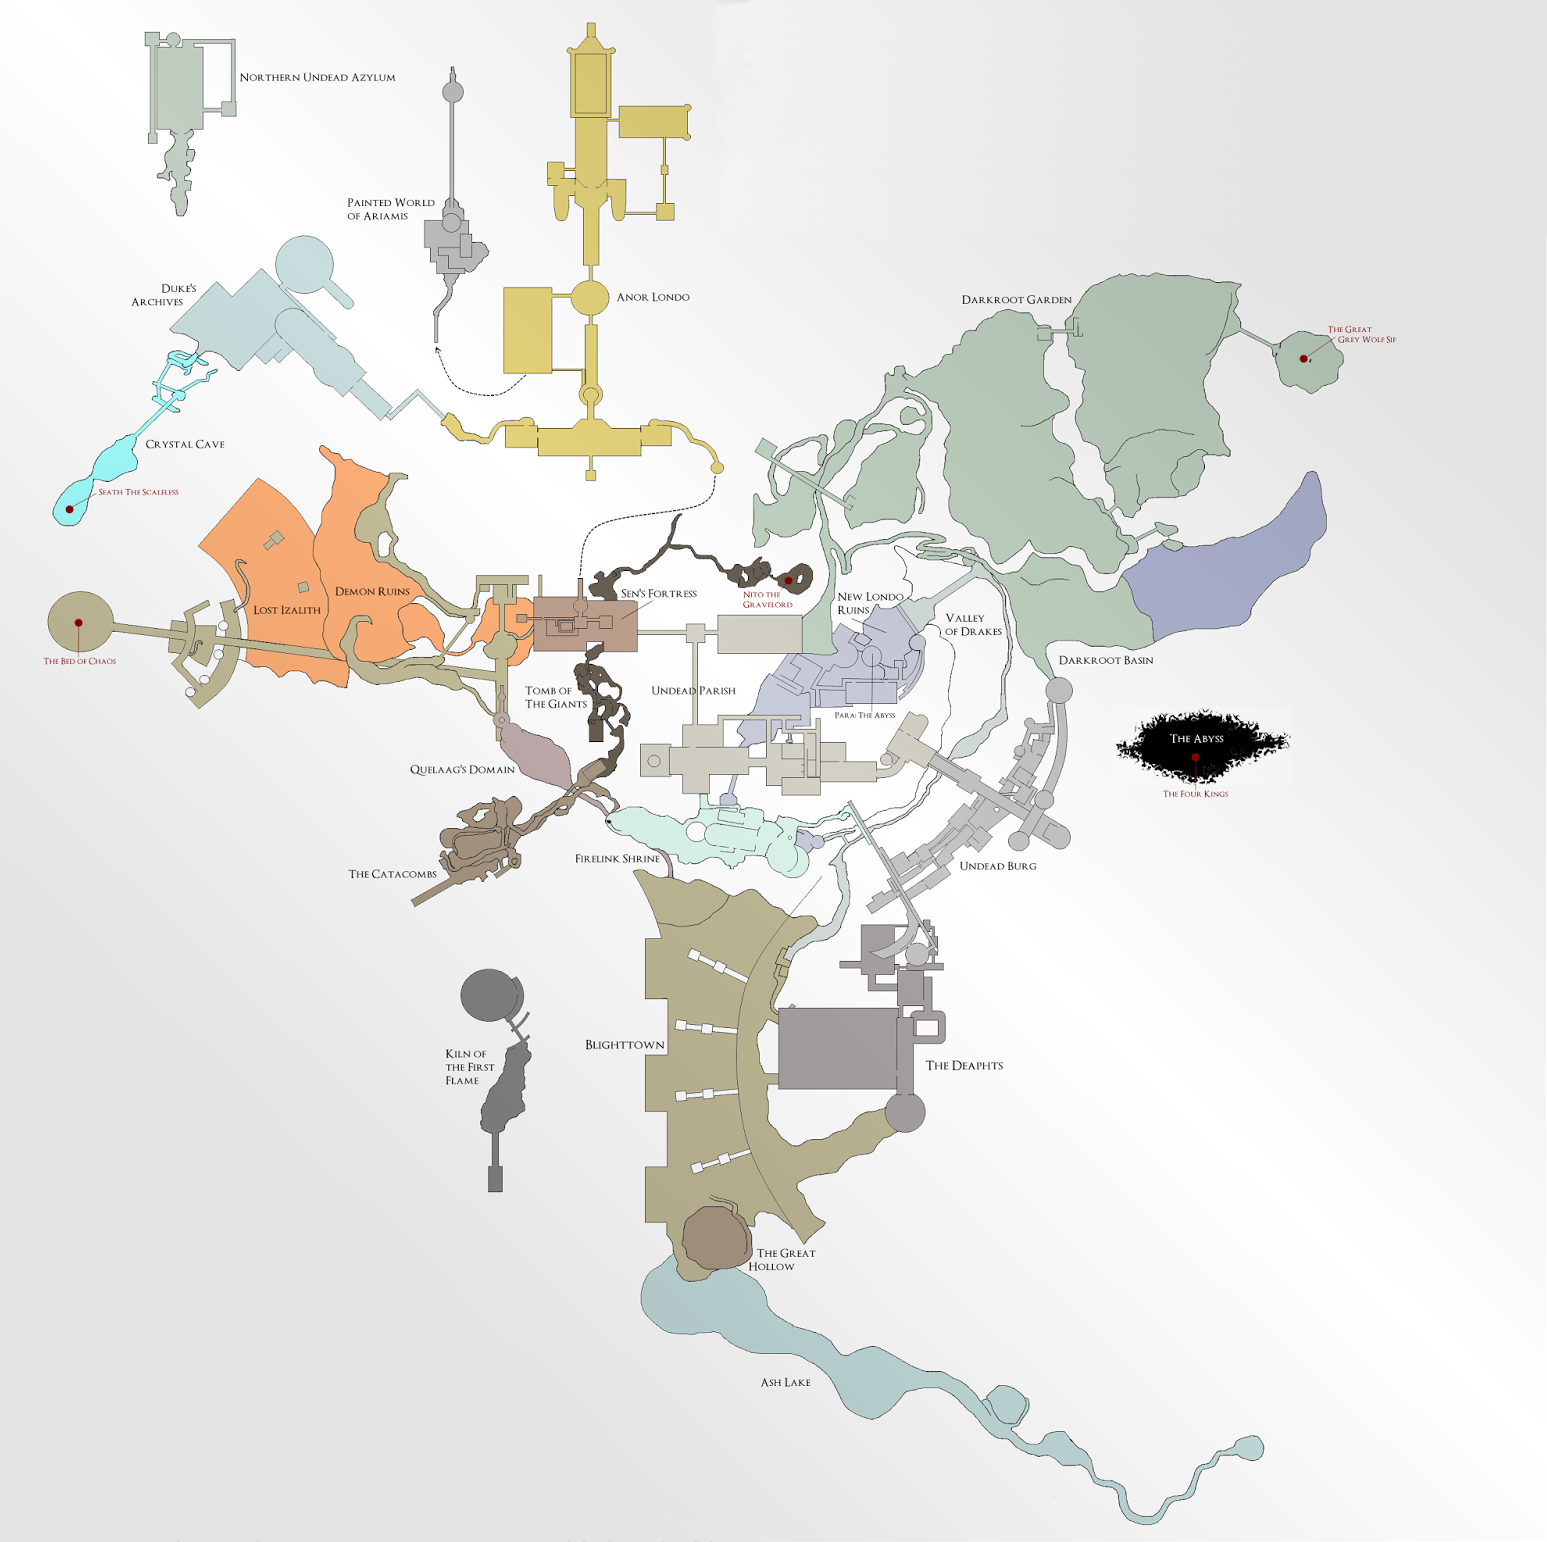 Northern Undead Azylum
Painted World
of Ariamis
Duke's
Archives
Anor Londo
Darkroot Garden
The Great
Grey Wolf Sif
Crystal Cave
Seath The Scaleless
Demon Ruins
Lost Izalith
Sen's Fortress
Nito the
Gravelord
New Londo
Ruins
Valley
of Drakes
The Bed of Chaos
Darkroot Basin
Tomb of
The Giants
Undead Parish
Para: The Abyss
The Abyss
The Four Kings
Quelaag's Domain
Firelink Shrine
Undead Burg
The Catacombs
Blighttown
Kiln of
the First
Flame
The Deaphts
The Great
Hollow
Ash Lake